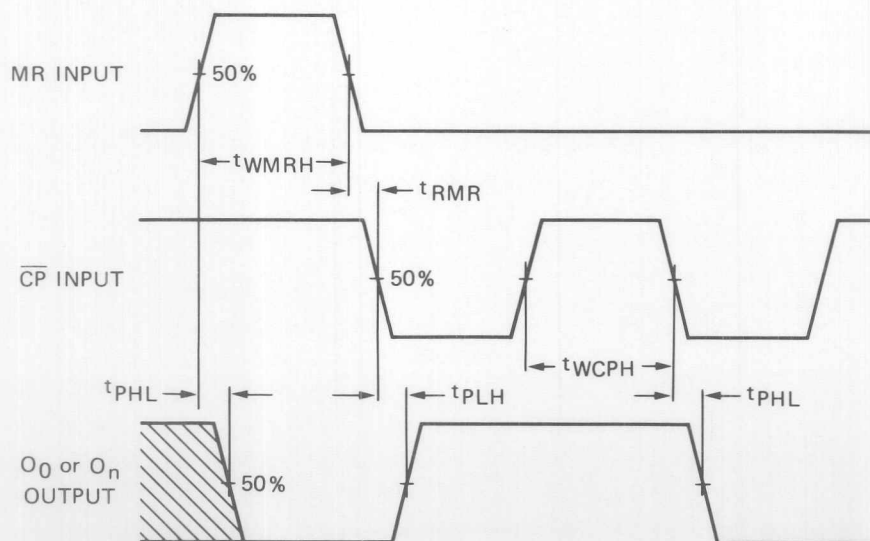 MR INPUT
50%
tWMRH
tRMR
CP INPUT
50%
tWCPH
tPHL
tPLH
tPHL
O0 or On
OUTPUT
50%